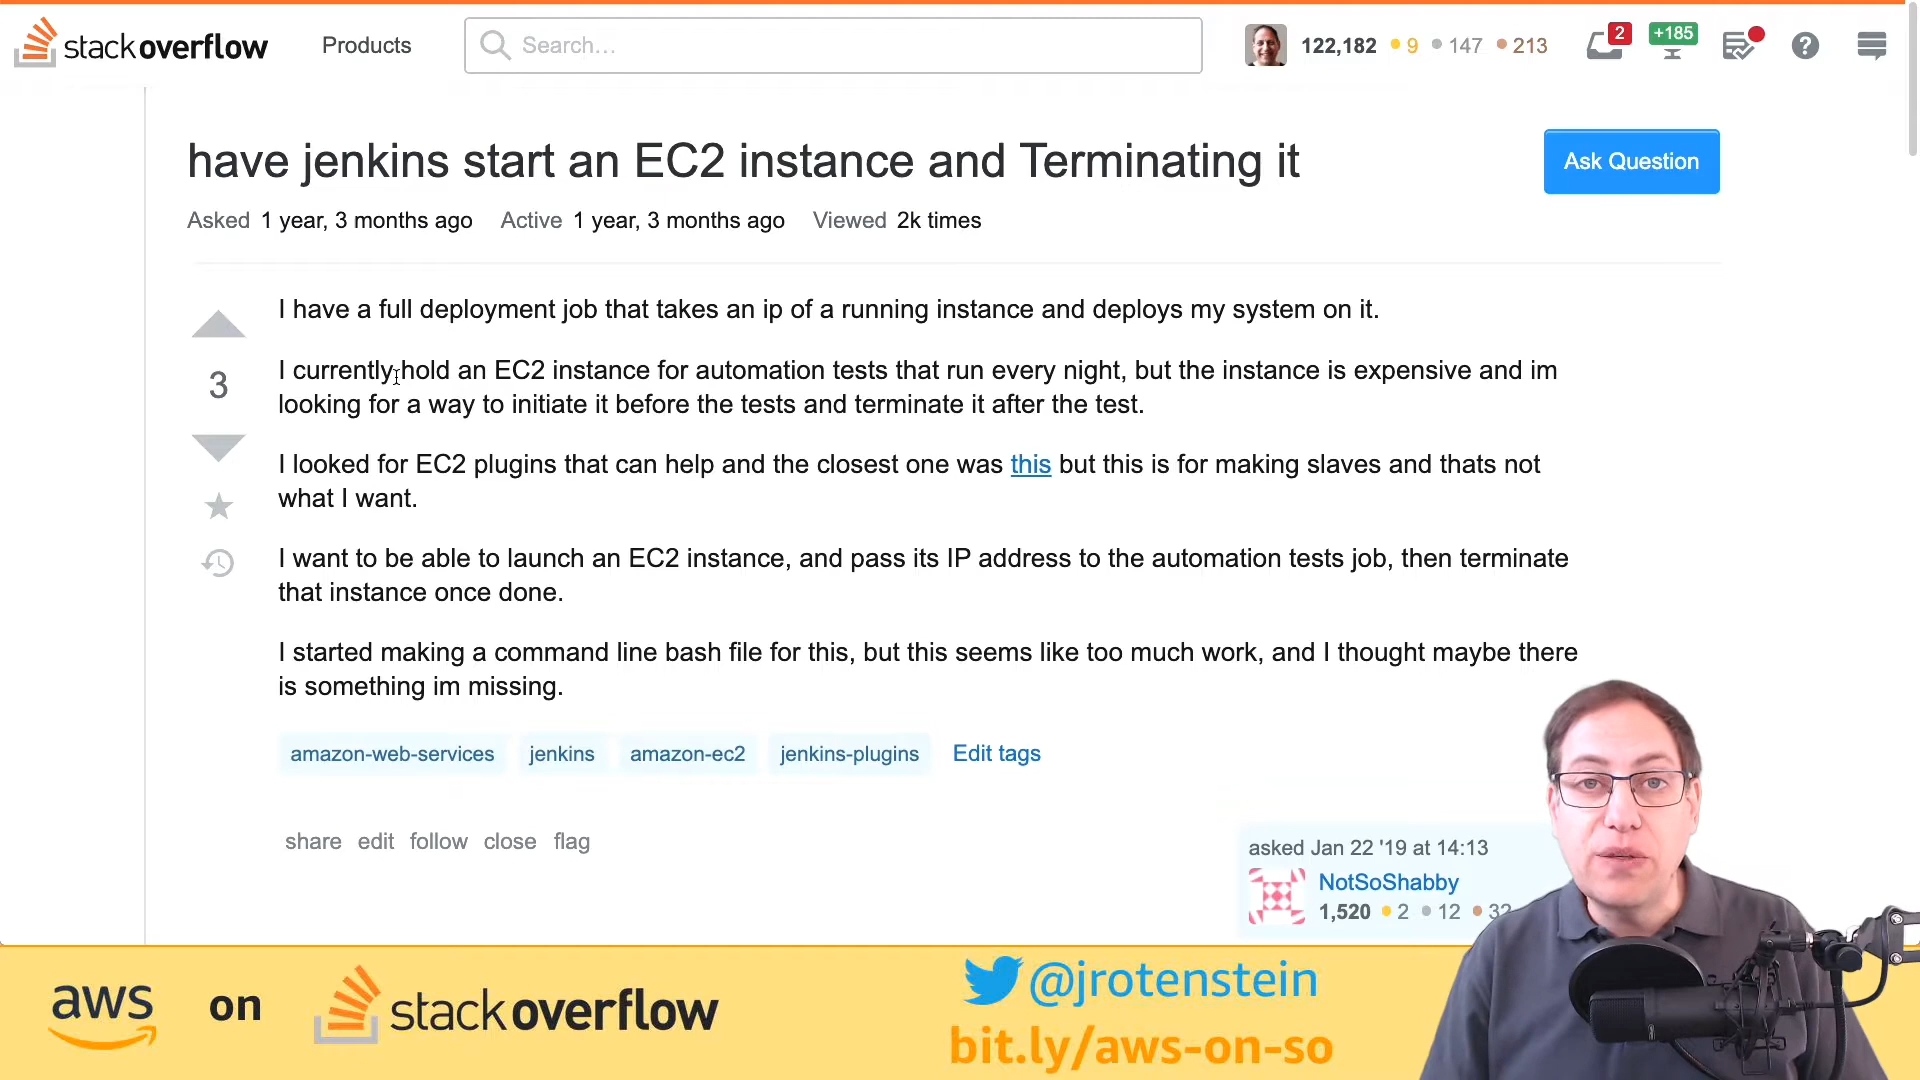 stackoverflow Products Search... 122,182 9 147 213 2 +185 ?
have jenkins start an EC2 instance and Terminating it
Ask Question
Asked 1 year, 3 months ago Active 1 year, 3 months ago Viewed 2k times
I have a full deployment job that takes an ip of a running instance and deploys my system on it.
3
I currently hold an EC2 instance for automation tests that run every night, but the instance is expensive and im
looking for a way to initiate it before the tests and terminate it after the test.
I looked for EC2 plugins that can help and the closest one was this but this is for making slaves and thats not
what I want.
I want to be able to launch an EC2 instance, and pass its IP address to the automation tests job, then terminate
that instance once done.
I started making a command line bash file for this, but this seems like too much work, and I thought maybe there
is something im missing.
amazon-web-services jenkins amazon-ec2 jenkins-plugins Edit tags
share edit follow close flag
asked Jan 22 '19 at 14:13
NotSoShabby
1,520 2 12 32
aws on stackoverflow
@jrotenstein
bit.ly/aws-on-so